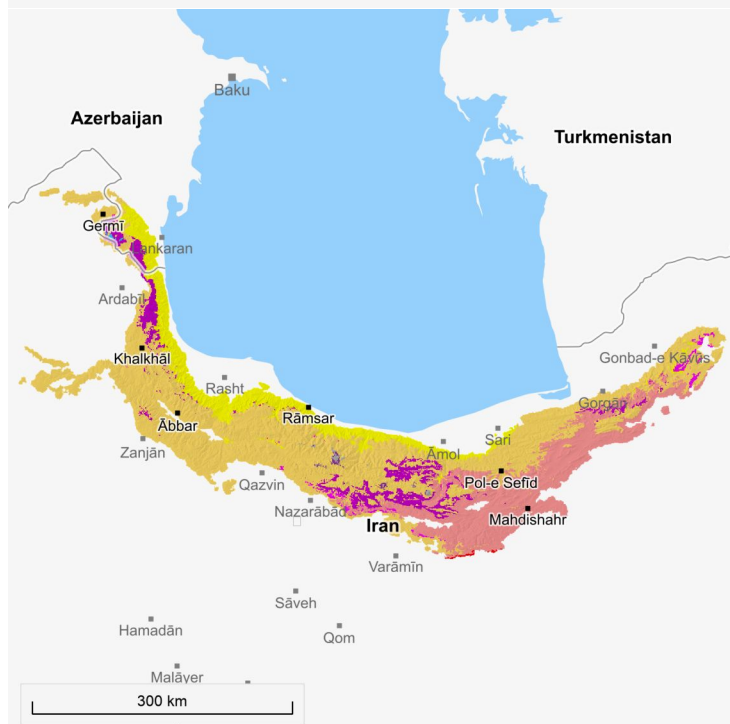 Baku
Azerbaijan
Turkmenistan
Germī
Lankaran
Ardabīl
Khalkhāl
Gonbad-e Kāvūs
Rasht
Gorgān
Rāmsar
Ābbar
Sari
Āmol
Zanjān
Qazvin
Pol-e Sefīd
Nazarābād
Mahdishahr
Iran
Varāmīn
Sāveh
Hamadān
Qom
Malāyer
300 km